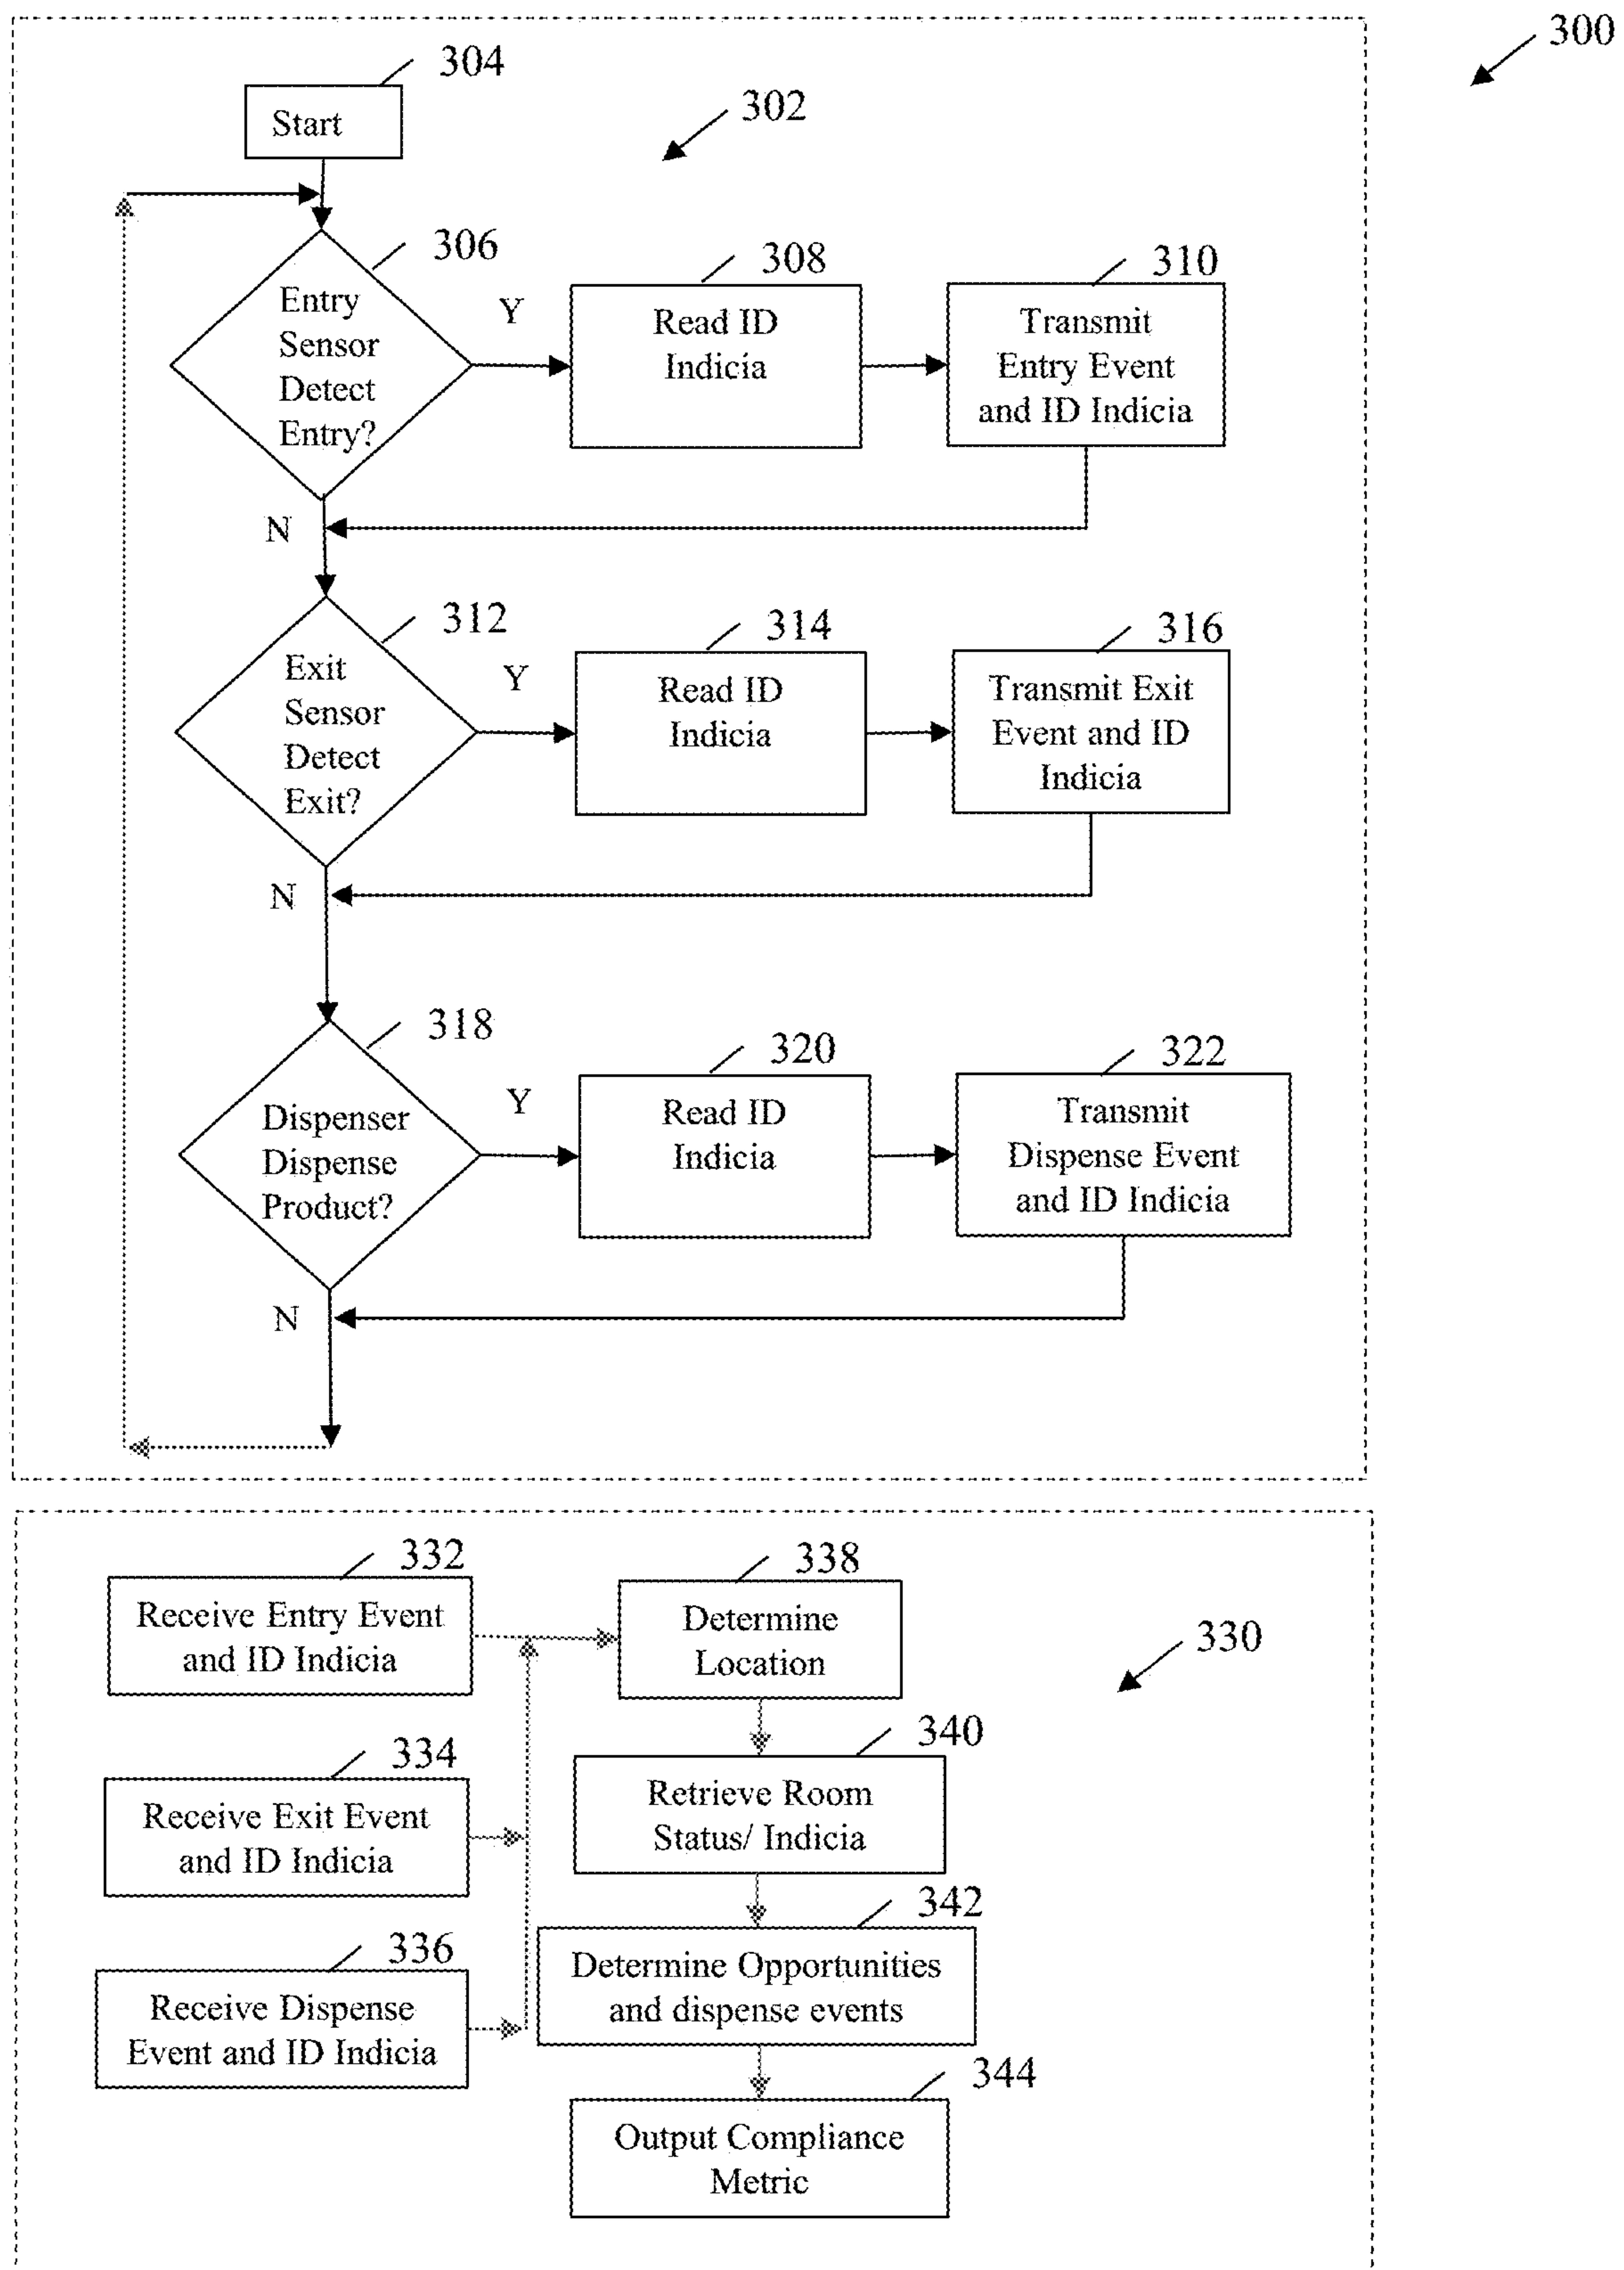 300
304
Start
302
306
Entry
Sensor
Detect
Entry?
Y
308
Read ID
Indicia
310
Transmit
Entry Event
and ID Indicia
N
312
Exit
Sensor
Detect
Exit?
Y
314
Read ID
Indicia
316
Transmit Exit
Event and ID
Indicia
N
318
Dispenser
Dispense
Product?
Y
320
Read ID
Indicia
322
Transmit
Dispense Event
and ID Indicia
N
332
Receive Entry Event
and ID Indicia
338
Determine
Location
330
334
Receive Exit Event
and ID Indicia
340
Retrieve Room
Status/ Indicia
336
Receive Dispense
Event and ID Indicia
342
Determine Opportunities
and dispense events
344
Output Compliance
Metric